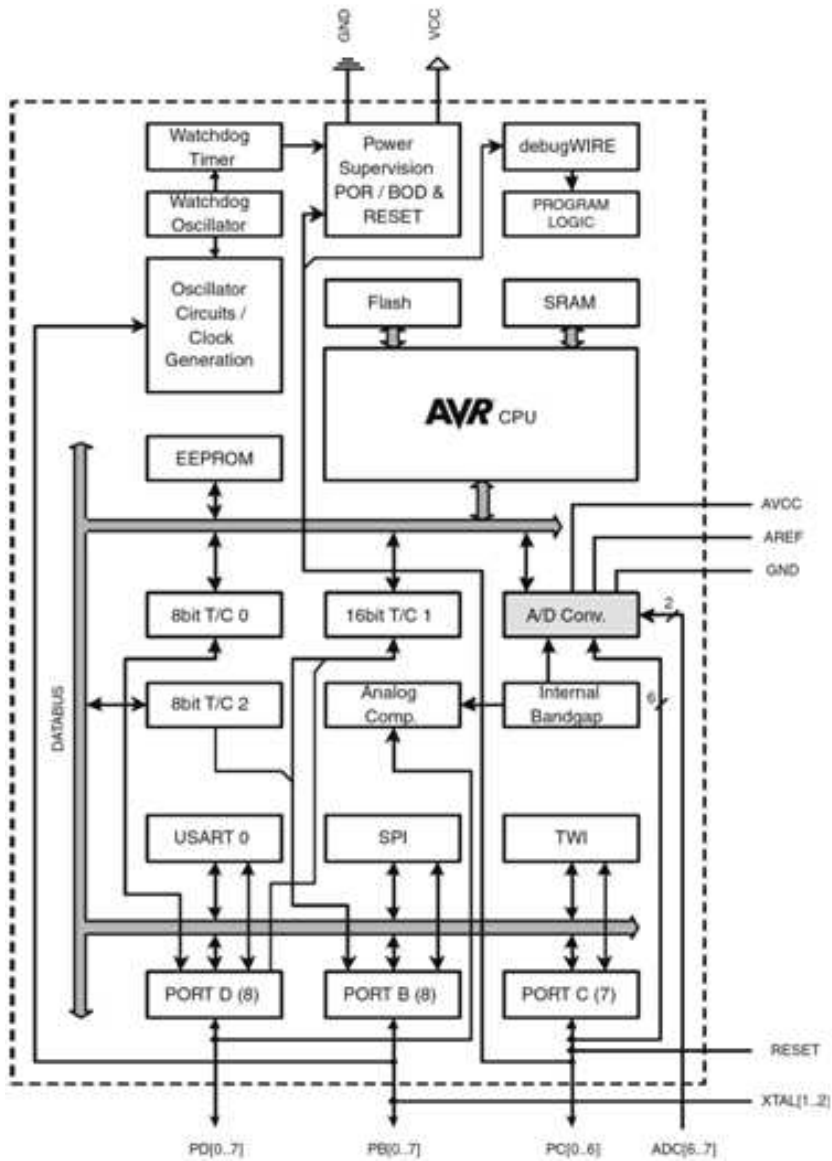 GND
VCC
Watchdog
Timer
Power
Supervision
POR / BOD &
RESET
debugWIRE
Watchdog
Oscillator
PROGRAM
LOGIC
Oscillator
Circuits /
Clock
Generation
Flash
SRAM
AVR CPU
EEPROM
AVCC
AREF
GND
8bit T/C 0
16bit T/C 1
A/D Conv.
2
DATABUS
8bit T/C 2
Analog
Comp.
Internal
Bandgap
6
USART 0
SPI
TWI
PORT D (8)
PORT B (8)
PORT C (7)
RESET
XTAL[1..2]
PD[0..7]
PB[0..7]
PC[0..6]
ADC[6..7]